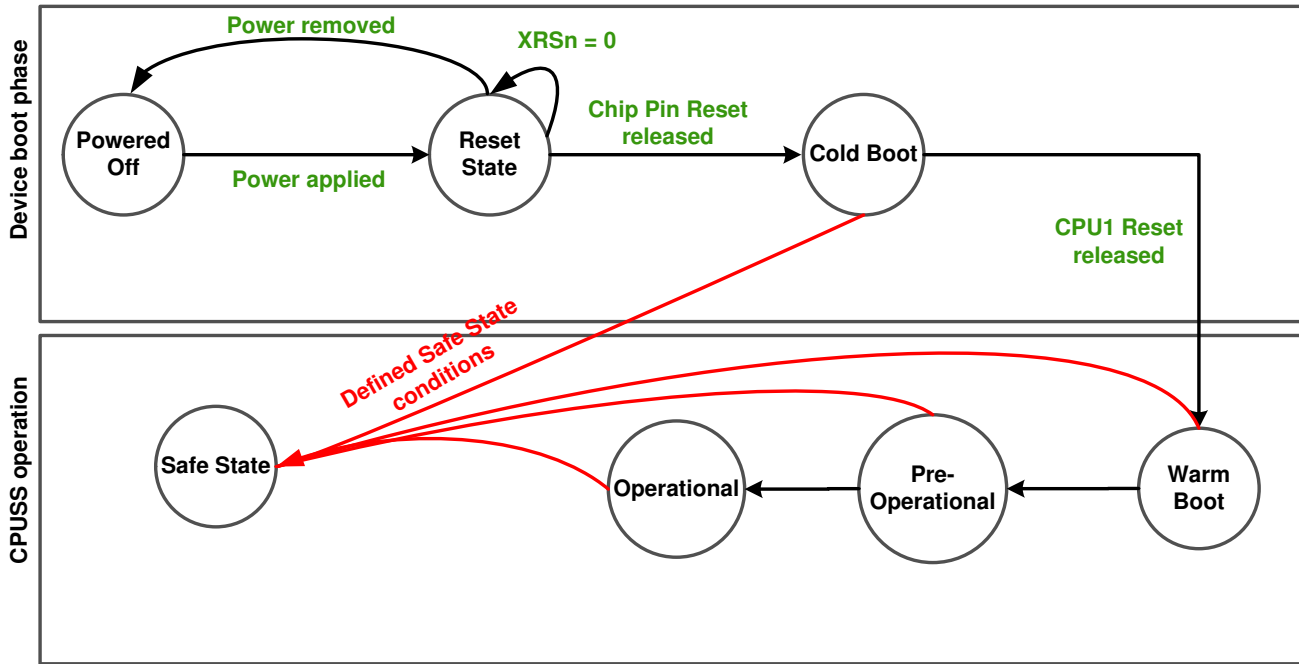 Device boot phase
Power removed
XRSn = 0
Powered
Off
Power applied
Reset
State
Chip Pin Reset
released
Cold Boot
CPU1 Reset
released
CPUSS operation
Defined Safe State
conditions
Safe State
Operational
Pre-
Operational
Warm
Boot